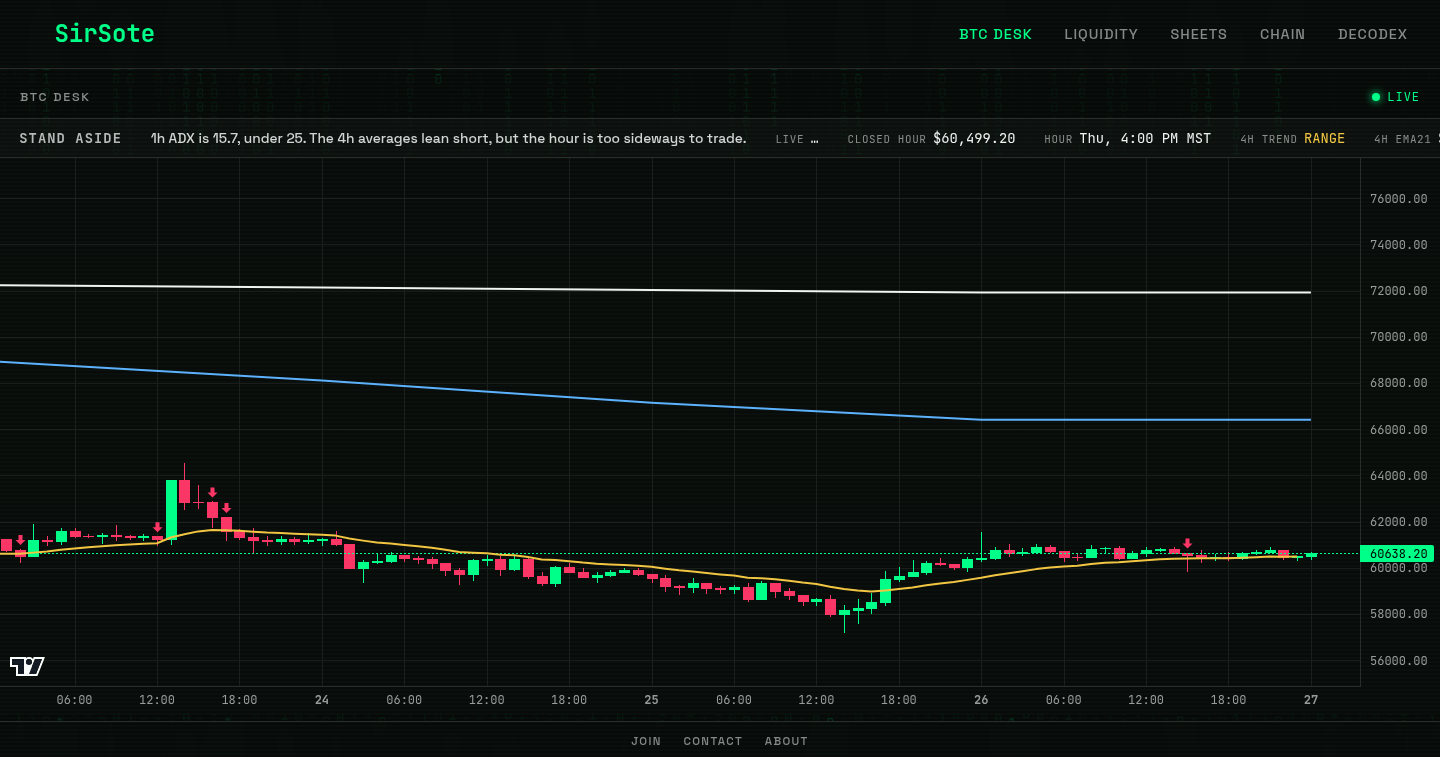 SirSote
BTC DESK LIQUIDITY SHEETS CHAIN DECODEX
BTC DESK
LIVE
STAND ASIDE 1h ADX is 15.7, under 25. The 4h averages lean short, but the hour is too sideways to trade. LIVE … CLOSED HOUR $60,499.20 HOUR Thu, 4:00 PM MST 4H TREND RANGE 4H EMA21
76000.00
74000.00
72000.00
70000.00
68000.00
66000.00
64000.00
62000.00
60638.20
60000.00
58000.00
56000.00
06:00 12:00 18:00 24 06:00 12:00 18:00 25 06:00 12:00 18:00 26 06:00 12:00 18:00 27
JOIN CONTACT ABOUT